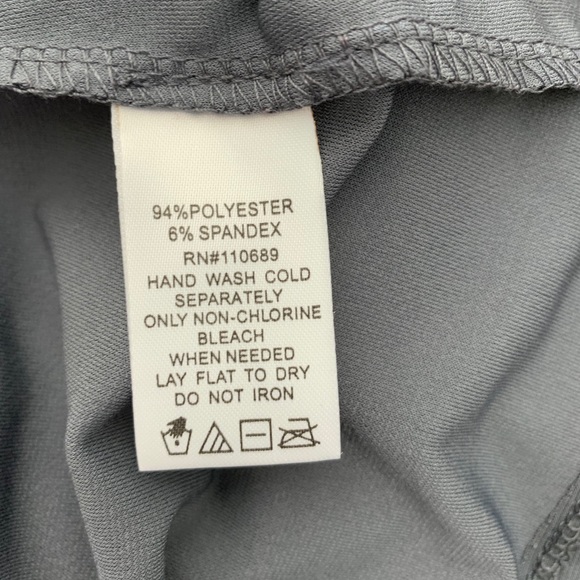 94%POLYESTER
6% SPANDEX
RN#110689
HAND WASH COLD
SEPARATELY
ONLY NON-CHLORINE
BLEACH
WHEN NEEDED
LAY FLAT TO DRY
DO NOT IRON